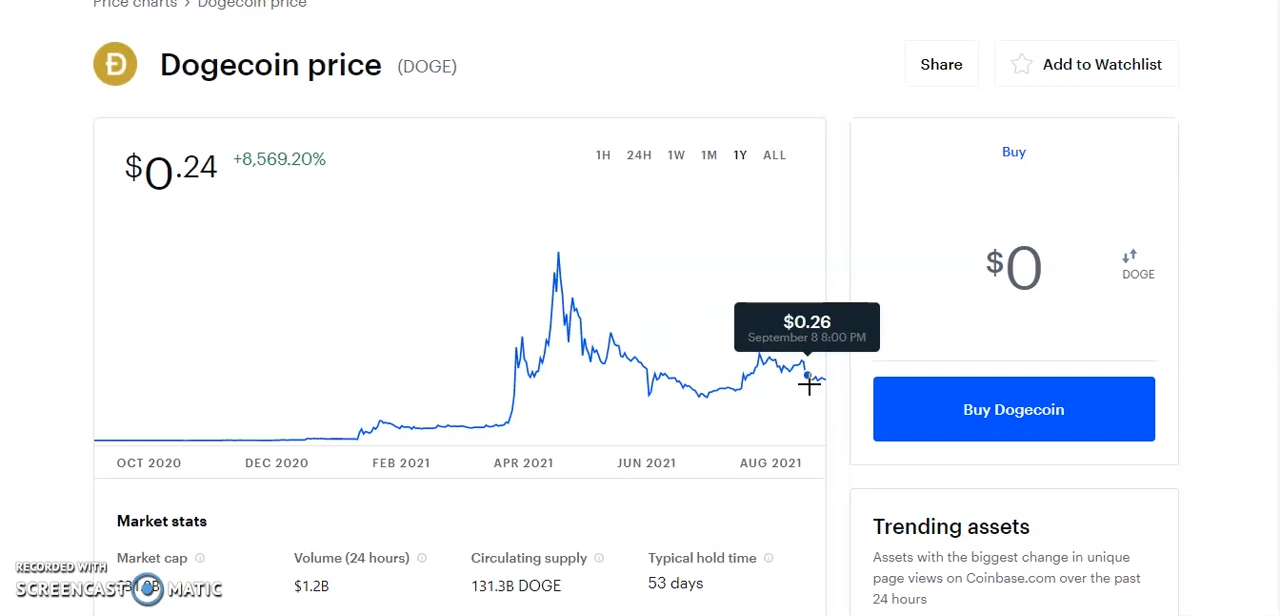 Price charts > Dogecoin price
Dogecoin price (DOGE)
Share
Add to Watchlist
$0.24 +8,569.20%
1H 24H 1W 1M 1Y ALL
Buy
$0
DOGE
$0.26
September 8 8:00 PM
Buy Dogecoin
OCT 2020 DEC 2020 FEB 2021 APR 2021 JUN 2021 AUG 2021
Market stats
Market cap Volume (24 hours) Circulating supply Typical hold time
$1.2B 131.3B DOGE 53 days
Trending assets
Assets with the biggest change in unique
page views on Coinbase.com over the past
24 hours
RECORDED WITH
SCREENCAST MATIC